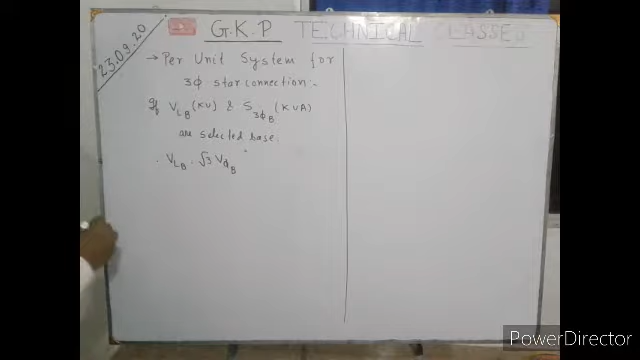 23.09.20
G.K.P TECHNICAL CLASSES
→ Per Unit System for
3φ star connection:-
If V_LB (KV) & S_3φB (KVA)
are selected base.
V_LB = √3 V_φB
PowerDirector